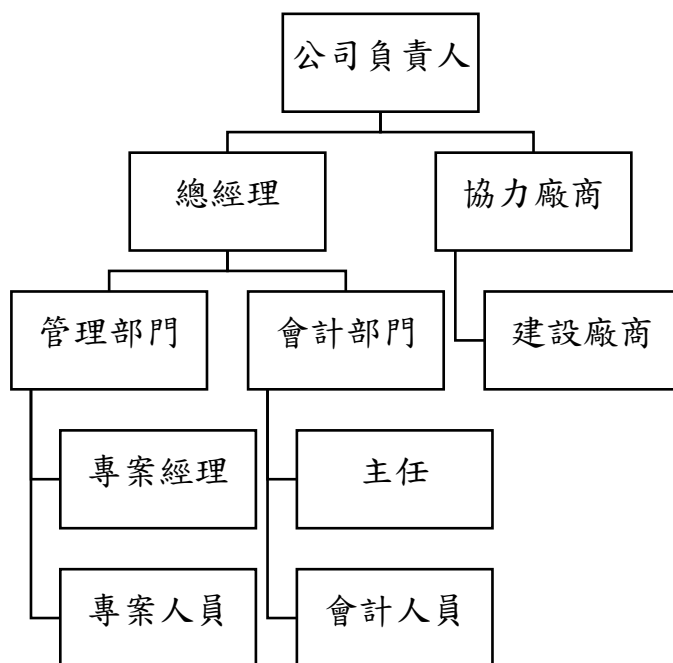 公司負責人
總經理
協力廠商
管理部門
會計部門
建設廠商
專案經理
主任
專案人員
會計人員